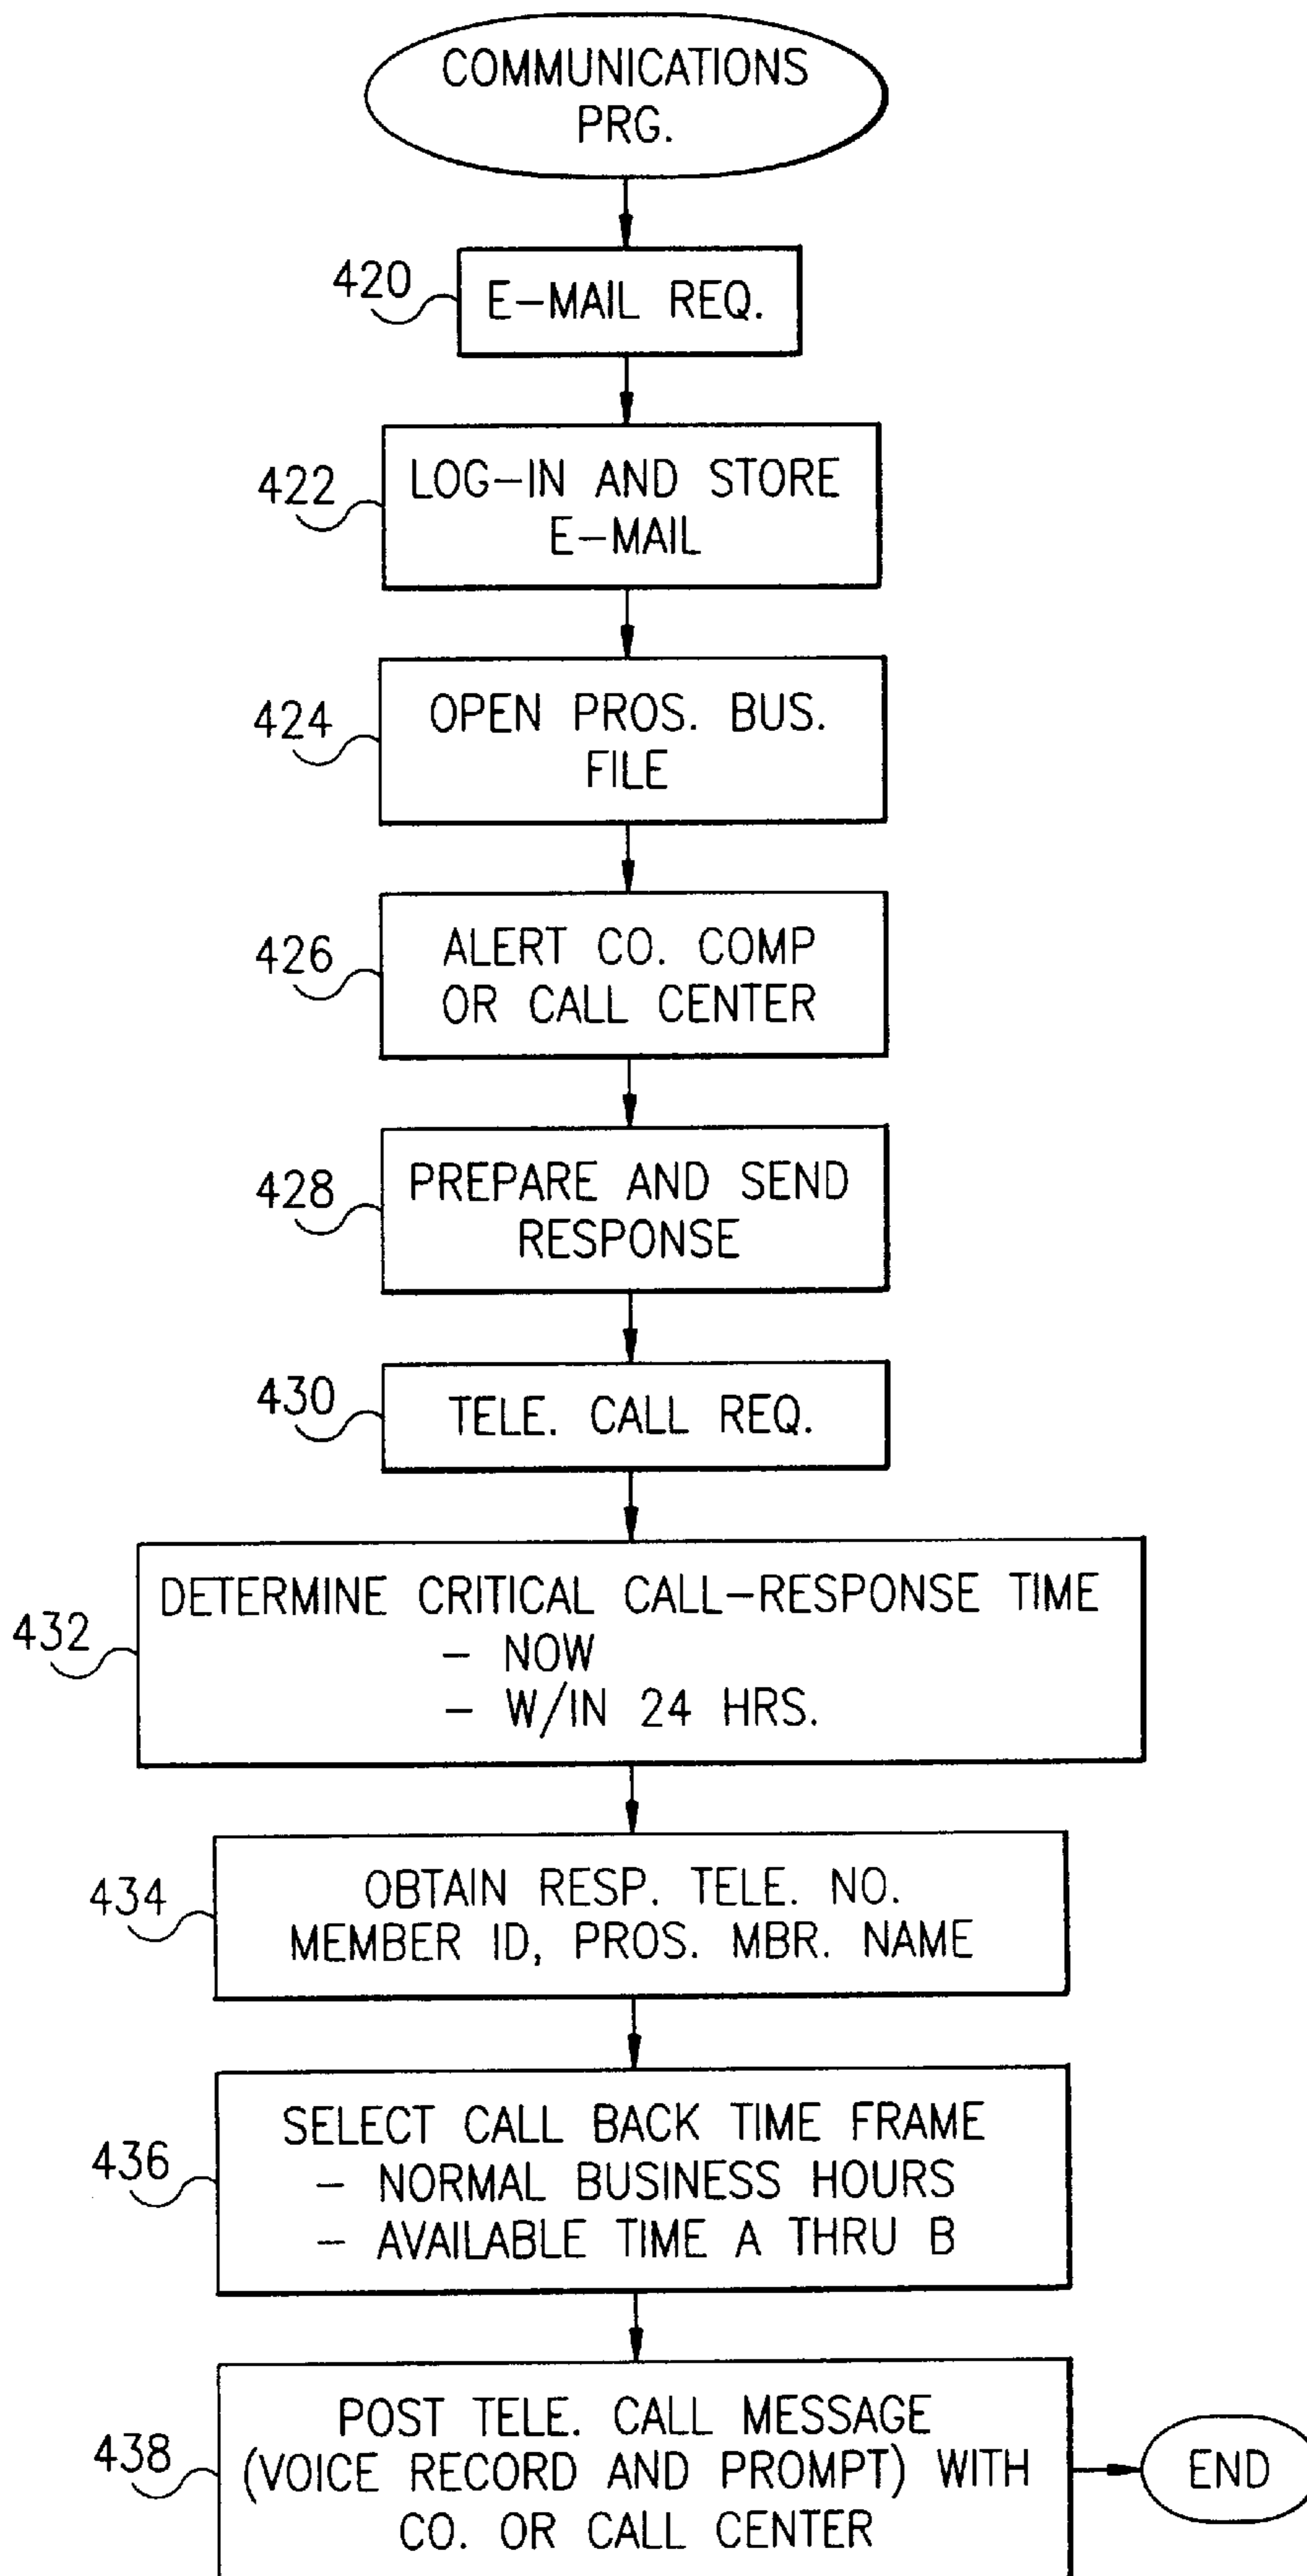 COMMUNICATIONS
PRG.
420
E-MAIL REQ.
422
LOG-IN AND STORE
E-MAIL
424
OPEN PROS. BUS.
FILE
426
ALERT CO. COMP
OR CALL CENTER
428
PREPARE AND SEND
RESPONSE
430
TELE. CALL REQ.
432
DETERMINE CRITICAL CALL-RESPONSE TIME
- NOW
- W/IN 24 HRS.
434
OBTAIN RESP. TELE. NO.
MEMBER ID, PROS. MBR. NAME
436
SELECT CALL BACK TIME FRAME
- NORMAL BUSINESS HOURS
- AVAILABLE TIME A THRU B
438
POST TELE. CALL MESSAGE
(VOICE RECORD AND PROMPT) WITH
CO. OR CALL CENTER
END